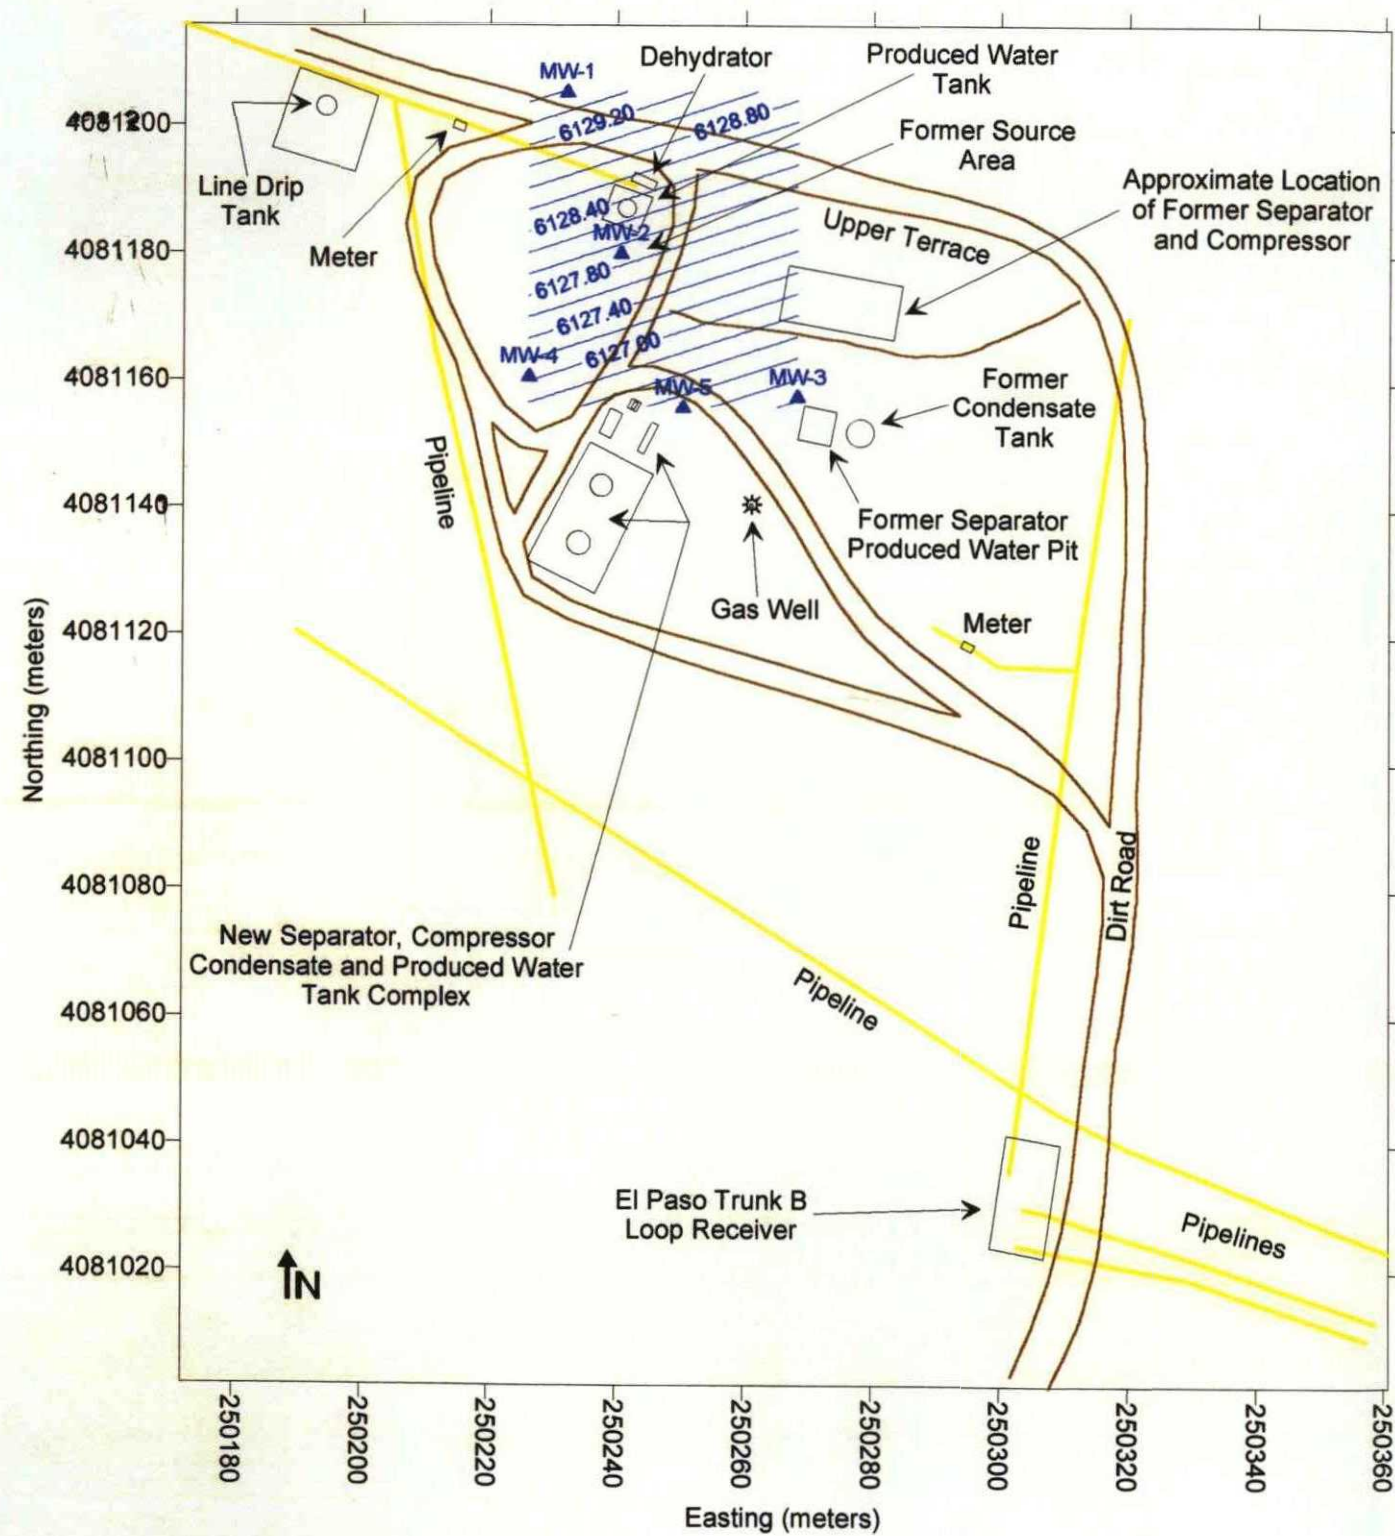 MW-1
Dehydrator
Produced Water
Tank
4081200
6129.20
6128.80
Former Source
Area
Line Drip
Tank
Meter
6128.40
MW-2
Upper Terrace
Approximate Location
of Former Separator
and Compressor
4081180
6127.80
6127.40
6127.00
MW-4
4081160
MW-5
MW-3
Former
Condensate
Tank
Pipeline
4081140
Former Separator
Produced Water Pit
Gas Well
4081120
Meter
Northing (meters)
4081100
Pipeline
Dirt Road
4081080
New Separator, Compressor
Condensate and Produced Water
Tank Complex
Pipeline
4081060
4081040
El Paso Trunk B
Loop Receiver
Pipelines
4081020
N
250180
250200
250220
250240
250260
250280
250300
250320
250340
250360
Easting (meters)